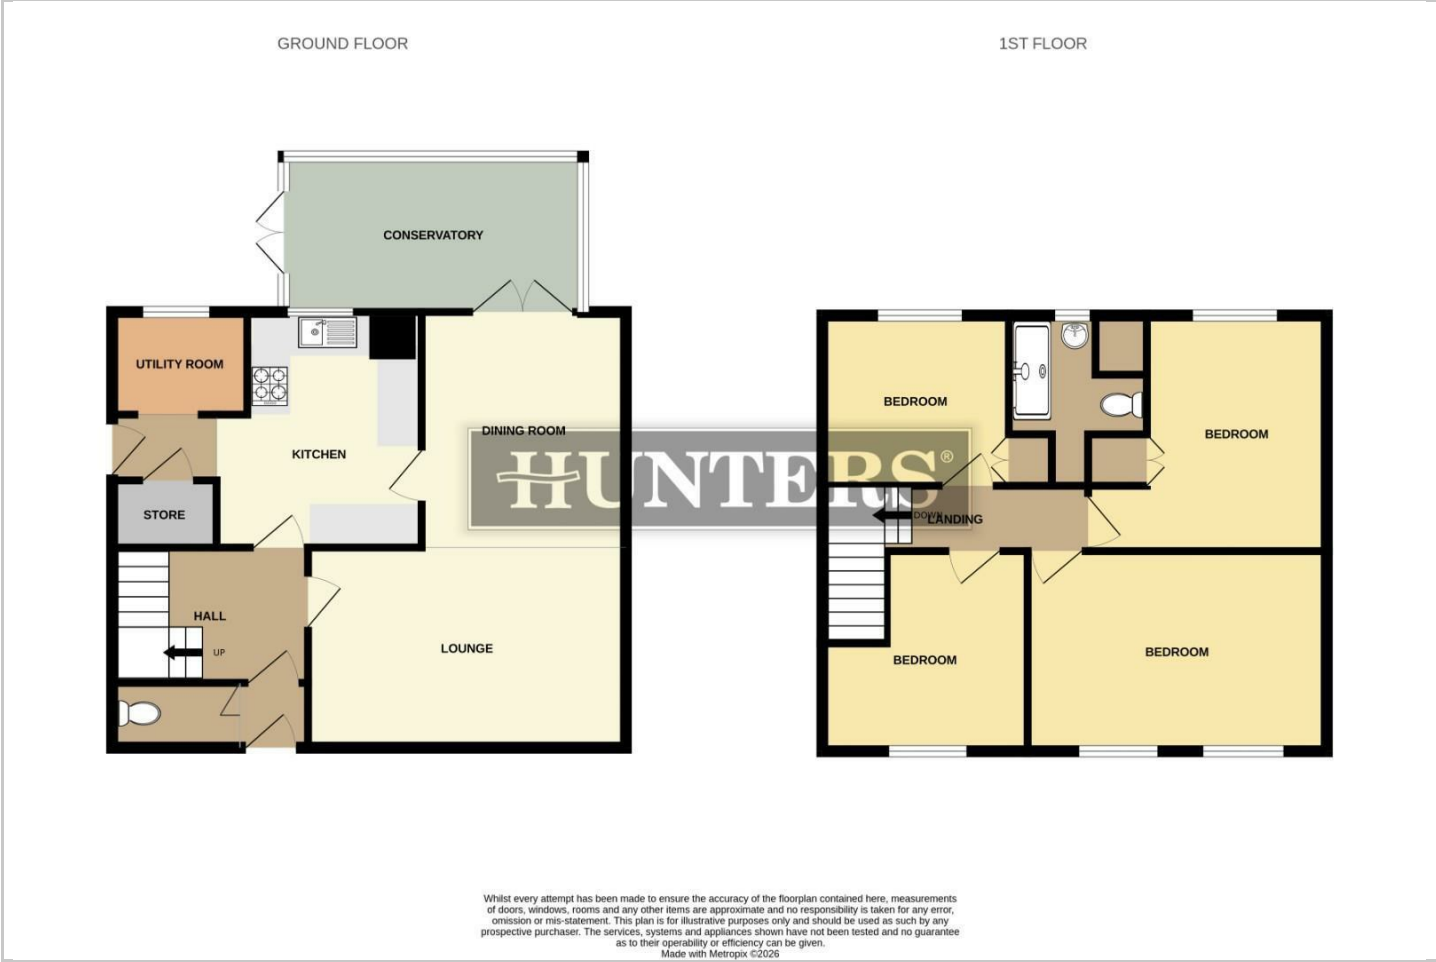 GROUND FLOOR
1ST FLOOR
CONSERVATORY
UTILITY ROOM
KITCHEN
DINING ROOM
STORE
HALL
UP
LOUNGE
BEDROOM
BEDROOM
DOWN
LANDING
BEDROOM
BEDROOM
HUNTERS®
Whilst every attempt has been made to ensure the accuracy of the floorplan contained here, measurements
of doors, windows, rooms and any other items are approximate and no responsibility is taken for any error,
omission or mis-statement. This plan is for illustrative purposes only and should be used as such by any
prospective purchaser. The services, systems and appliances shown have not been tested and no guarantee
as to their operability or efficiency can be given.
Made with Metropix ©2026